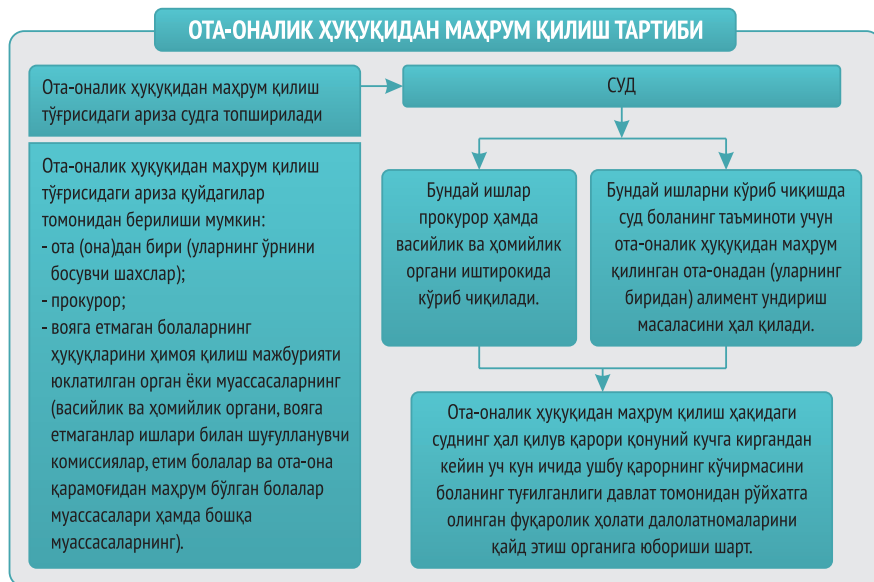 ОТА-ОНАЛИК ҲУҚУҚИДАН МАҲРУМ ҚИЛИШ ТАРТИБИ
Ота-оналик ҳуқуқидан маҳрум қилиш
тўғрисидаги ариза судга топширилади
СУД
Ота-оналик ҳуқуқидан маҳрум қилиш
тўғрисидаги ариза қуйдагилар
томонидан берилиши мумкин:
- ота (она)дан бири (уларнинг ўрнини
босувчи шахслар);
- прокурор;
- вояга етмаган болаларнинг
ҳуқуқларини ҳимоя қилиш мажбурияти
юклатилган орган ёки муассасаларнинг
(васийлик ва ҳомийлик органи, вояга
етмаганлар ишлари билан шуғулланувчи
комиссиялар, етим болалар ва ота-она
қарамоғидан маҳрум бўлган болалар
муассасалари ҳамда бошқа
муассасаларнинг).
Бундай ишлар
прокурор ҳамда
васийлик ва ҳомийлик
органи иштирокида
кўриб чиқилади.
Бундай ишларни кўриб чиқишда
суд боланинг таъминоти учун
ота-оналик ҳуқуқидан маҳрум
қилинган ота-онадан (уларнинг
биридан) алимент ундириш
масаласини ҳал қилади.
Ота-оналик ҳуқуқидан маҳрум қилиш ҳақидаги
суднинг ҳал қилув қарори қонуний кучга киргандан
кейин уч кун ичида ушбу қарорнинг кўчирмасини
боланинг туғилганлиги давлат томонидан рўйхатга
олинган фуқаролик ҳолати далолатномаларини
қайд этиш органига юбориши шарт.